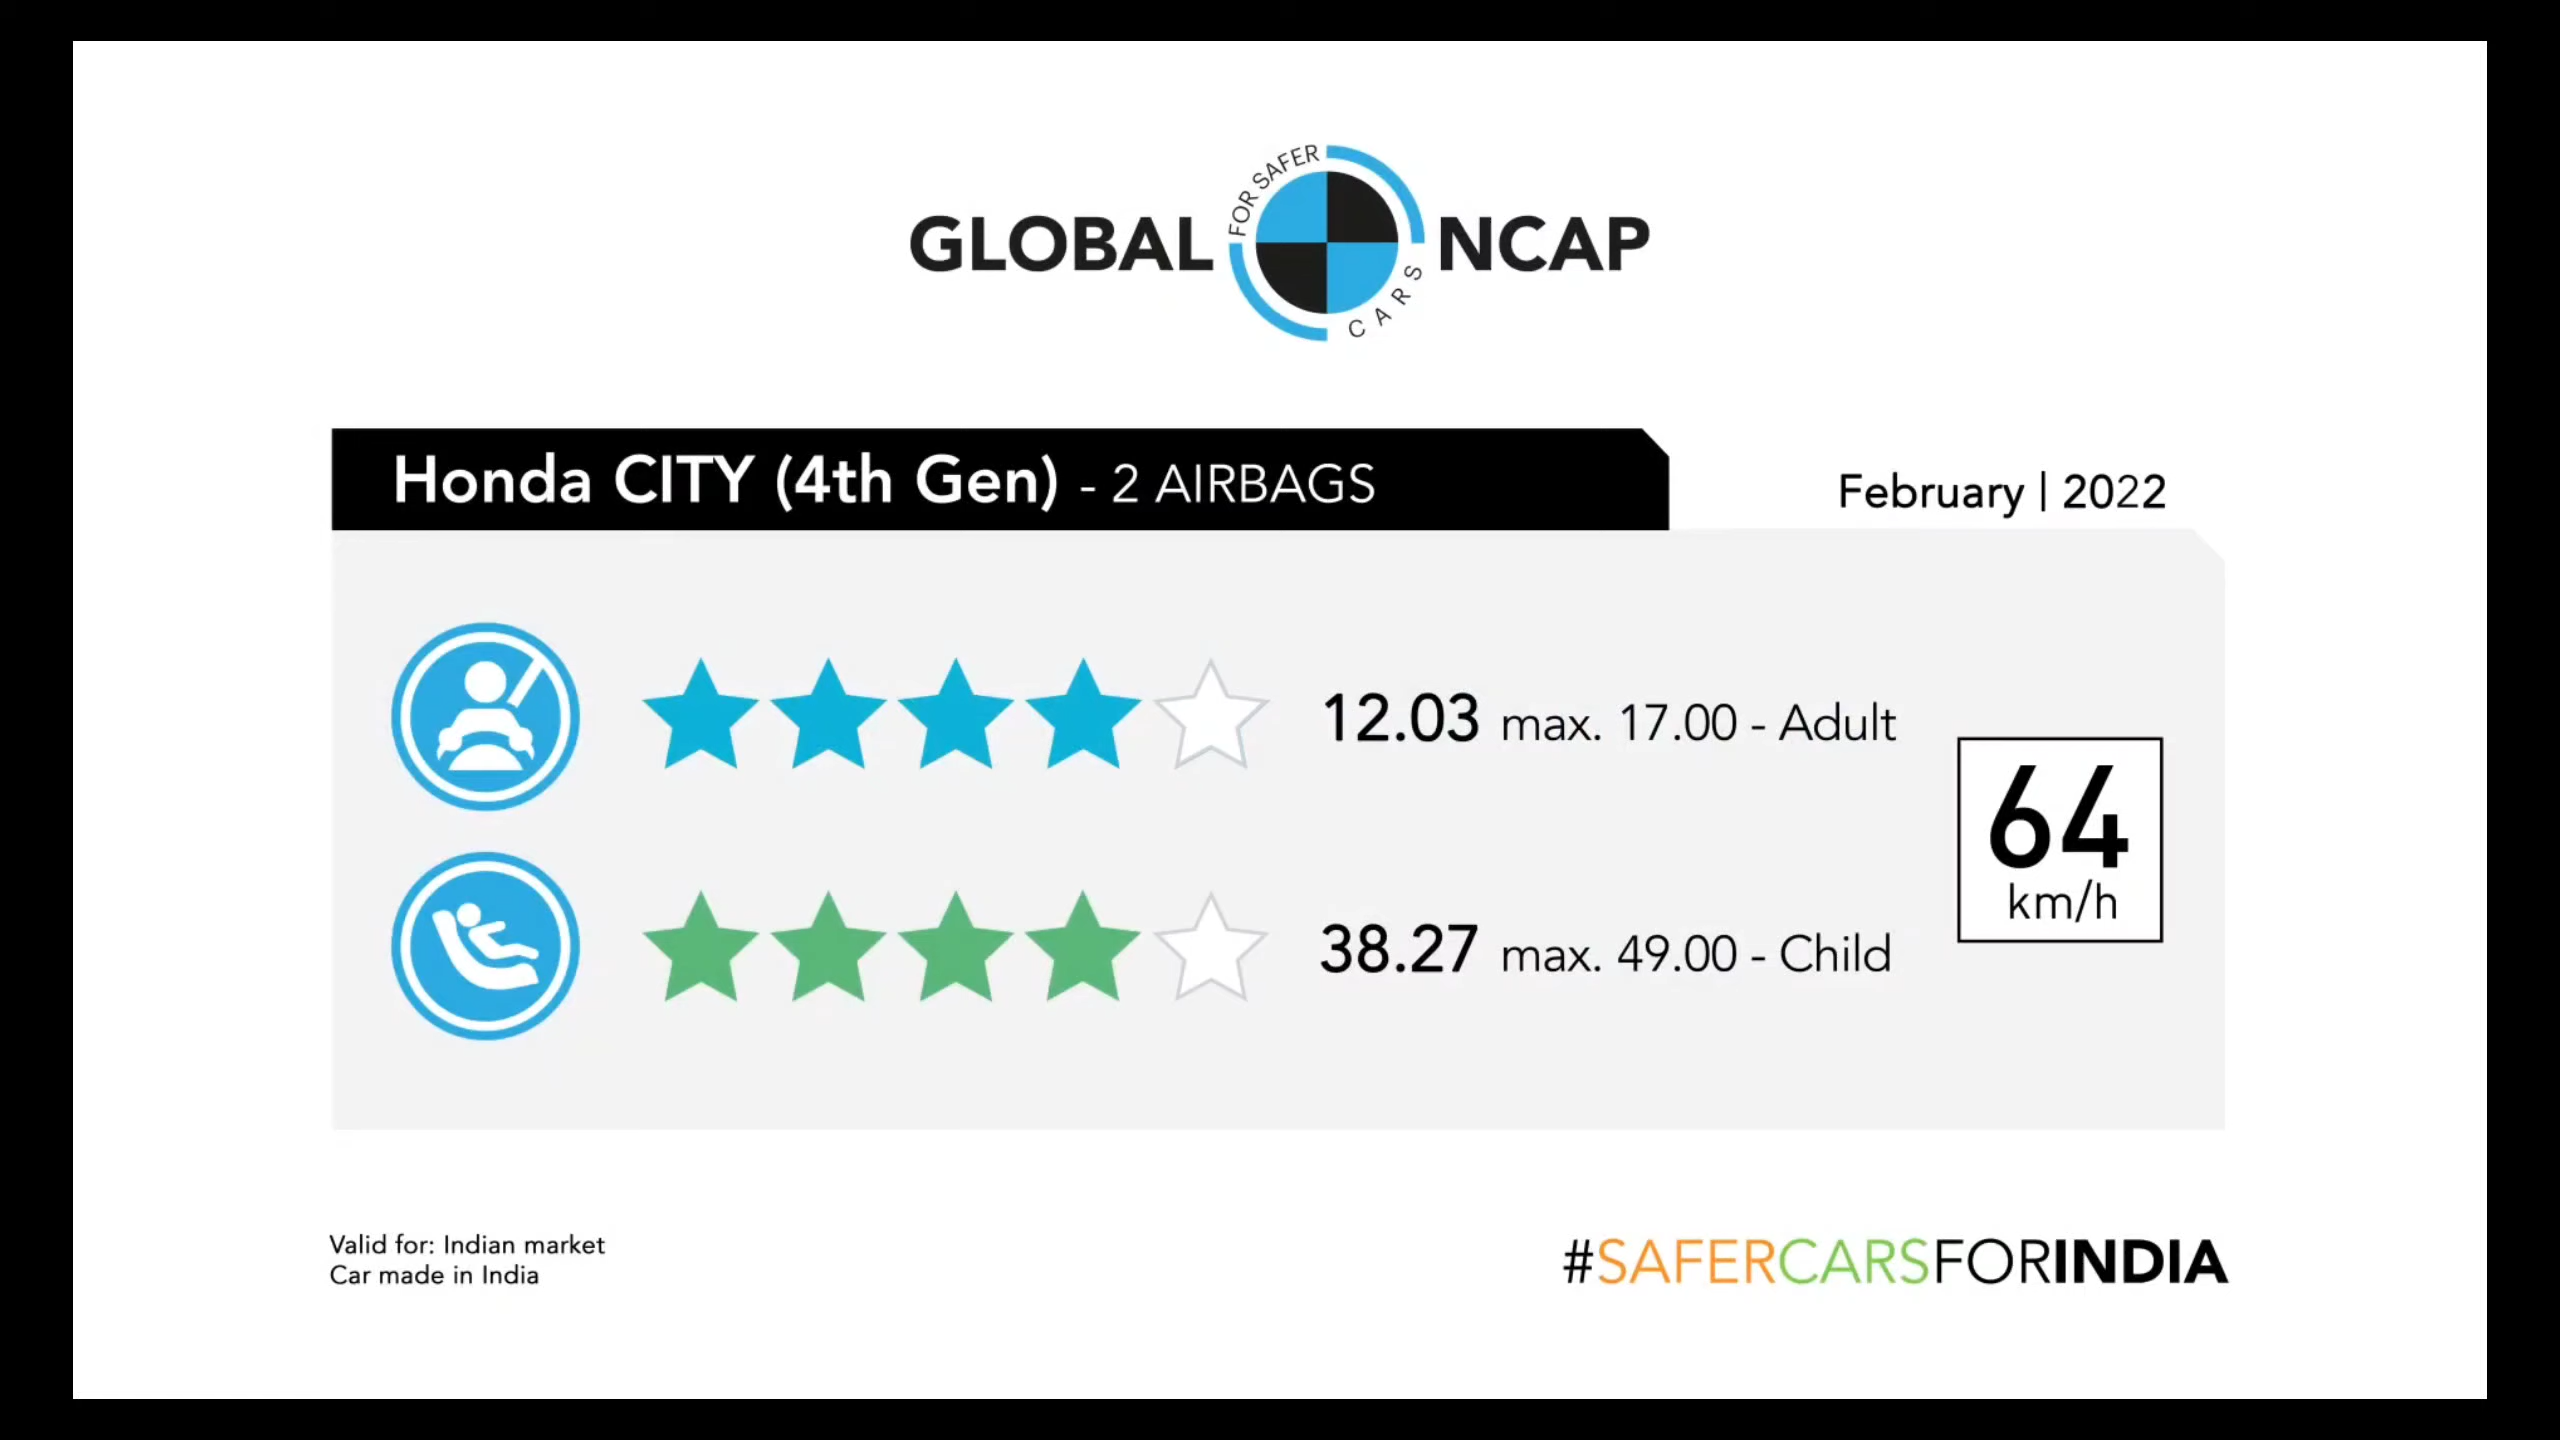 GLOBAL FOR SAFER CARS NCAP
Honda CITY (4th Gen) - 2 AIRBAGS
February | 2022
12.03 max. 17.00 - Adult
38.27 max. 49.00 - Child
64
km/h
Valid for: Indian market
Car made in India
#SAFERCARSFORINDIA